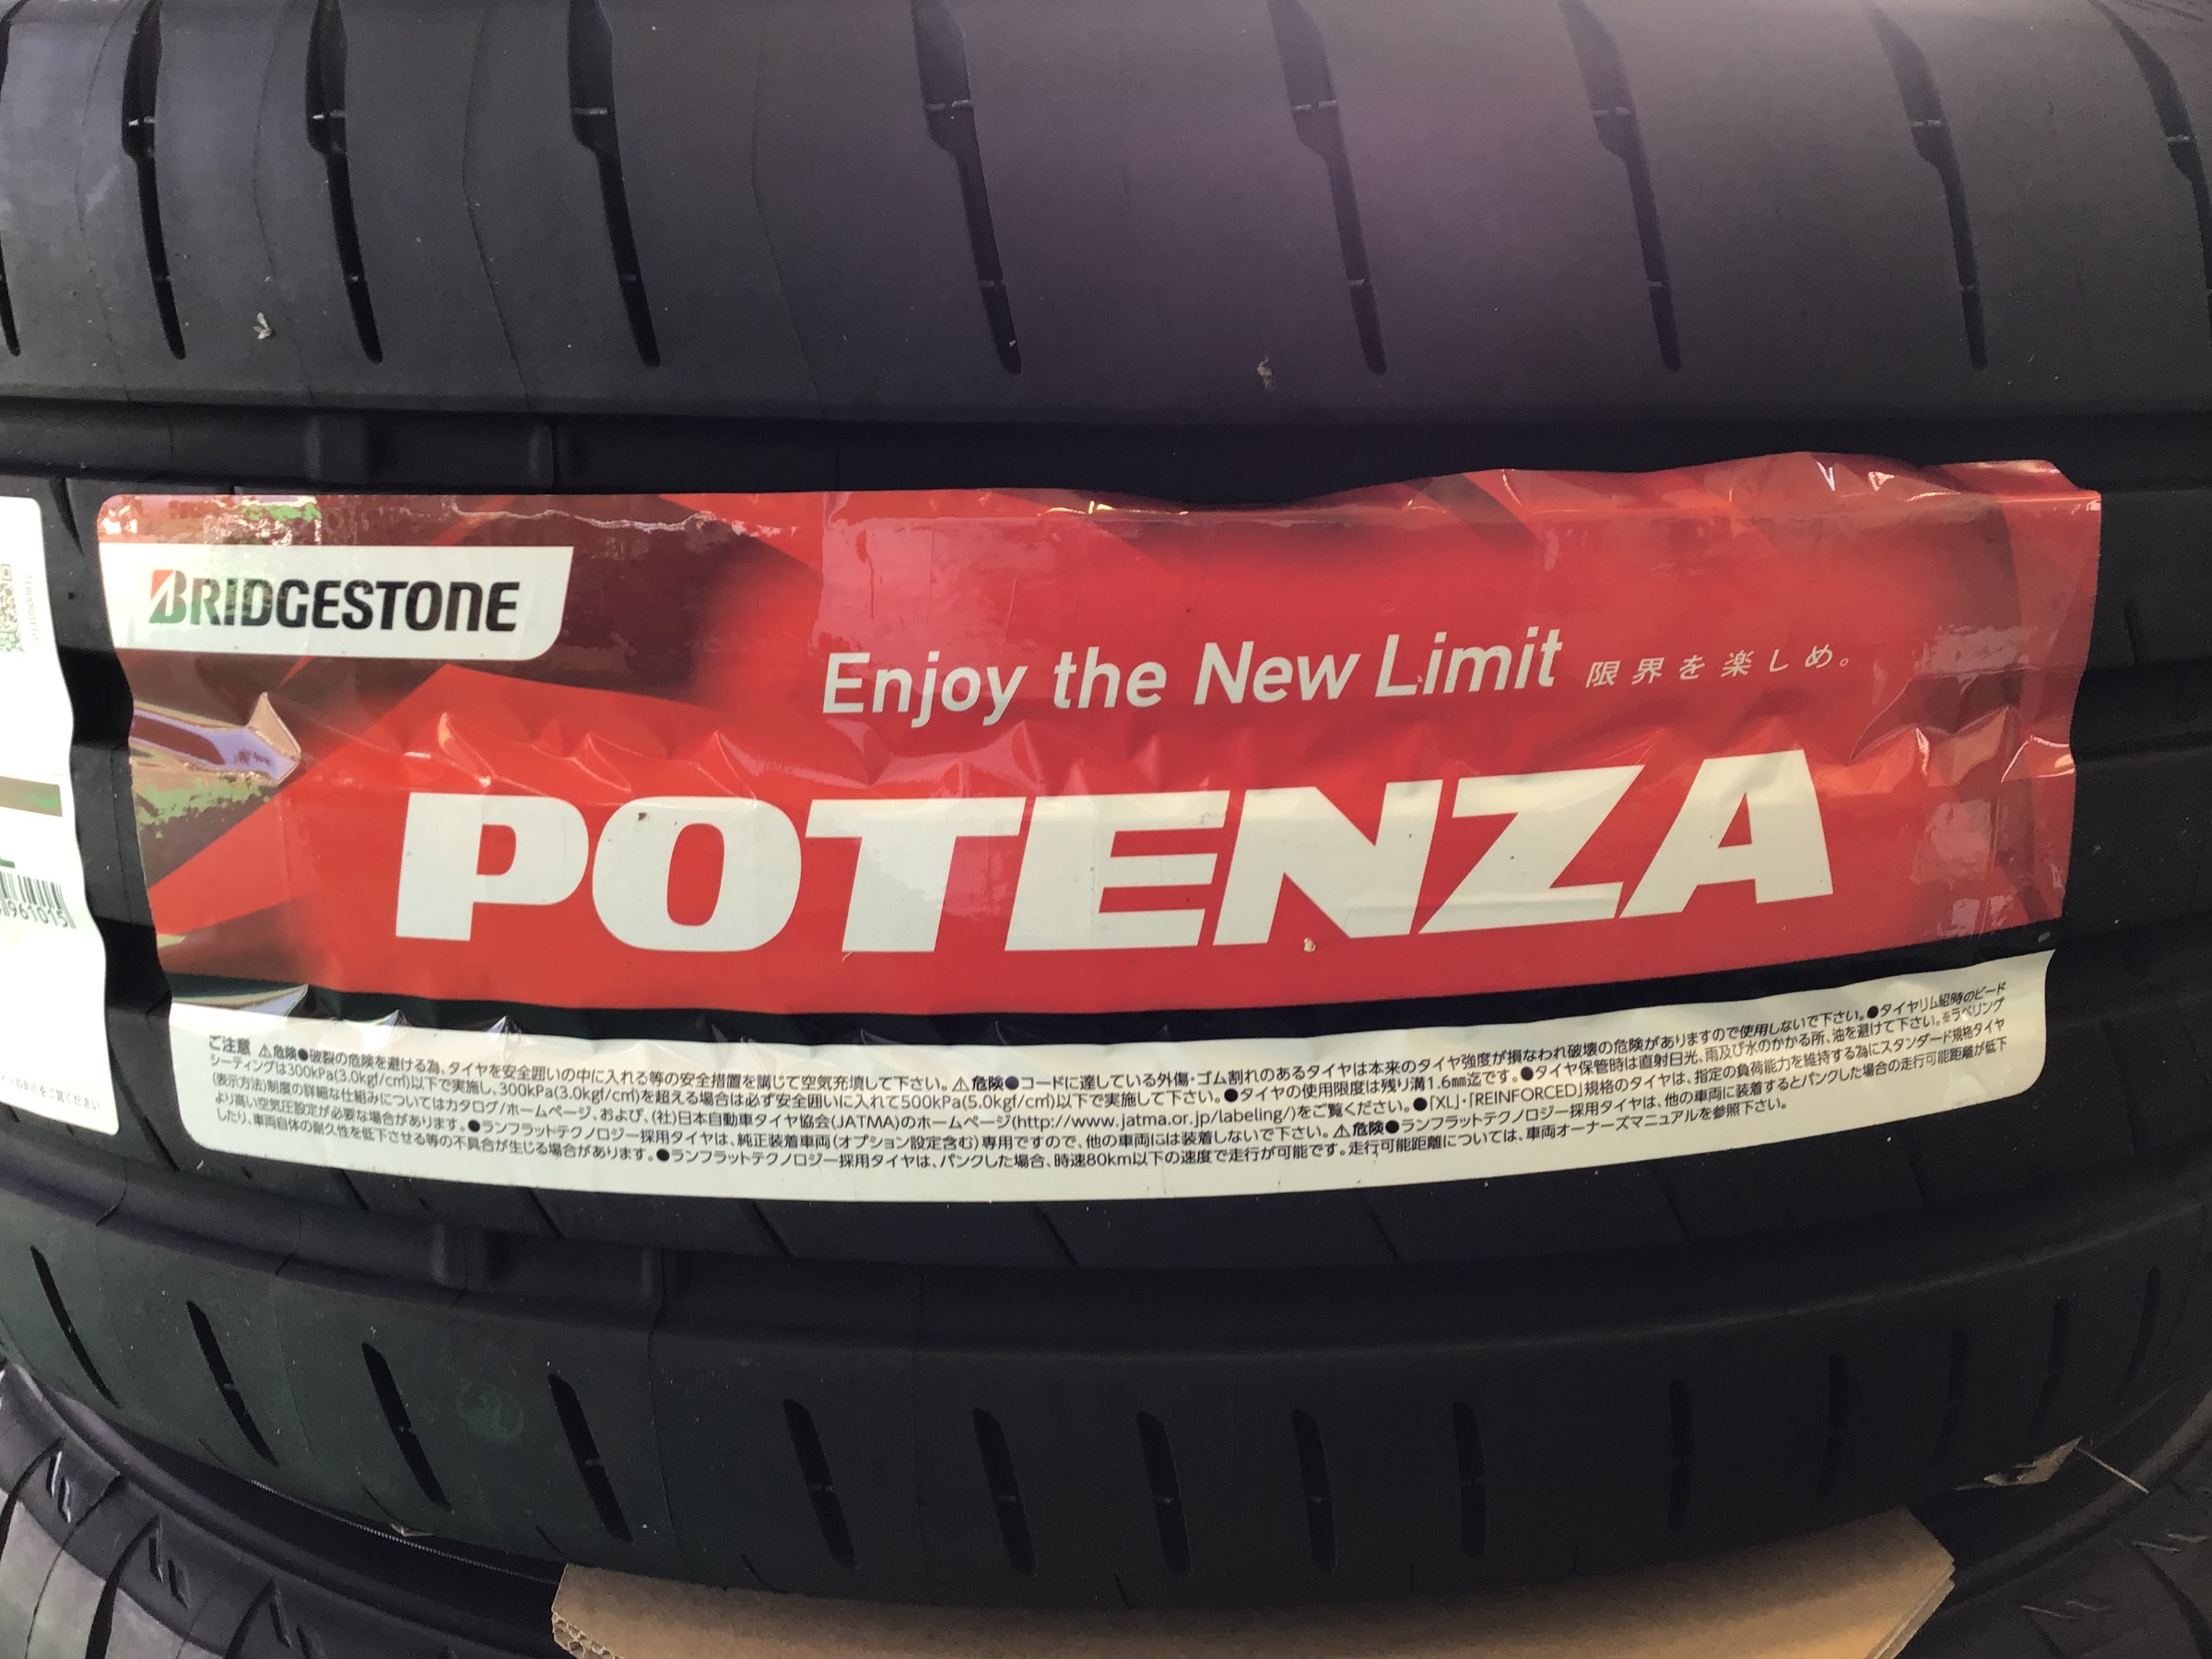 BRIDGESTONE
Enjoy the New Limit 限界を楽しめ。
POTENZA
961015
ご注意 ⚠危険●破裂の危険を避ける為、タイヤを安全囲いの中に入れる等の安全措置を講じて空気充填して下さい。⚠危険●コードに達している外傷・ゴム割れのあるタイヤは本来のタイヤ強度が損なわれ破壊の危険がありますので使用しないで下さい。●タイヤリム組時のビード
シーティングは300kPa(3.0kgf/cm²)以下で実施し、300kPa(3.0kgf/cm²)を超える場合は必ず安全囲いに入れて500kPa(5.0kgf/cm²)以下で実施して下さい。●タイヤの使用限度は残り溝1.6mm迄です。●タイヤ保管時は直射日光、雨及び水のかかる所、油を避けて下さい。※ラベリング
(表示方法)制度の詳細な仕組みについてはカタログ/ホームページ、および、(社)日本自動車タイヤ協会(JATMA)のホームページ(http://www.jatma.or.jp/labeling/)をご覧ください。●「XL」・「REINFORCED」規格のタイヤは、指定の負荷能力を維持する為にスタンダード規格タイヤ
より高い空気圧設定が必要な場合があります。●ランフラットテクノロジー採用タイヤは、純正装着車両(オプション設定含む)専用ですので、他の車両には装着しないで下さい。⚠危険●ランフラットテクノロジー採用タイヤは、他の車両に装着するとパンクした場合の走行可能距離が低下
したり、車両自体の耐久性を低下させる等の不具合が生じる場合があります。●ランフラットテクノロジー採用タイヤは、パンクした場合、時速80km以下の速度で走行が可能です。走行可能距離については、車両オーナーズマニュアルを参照下さい。